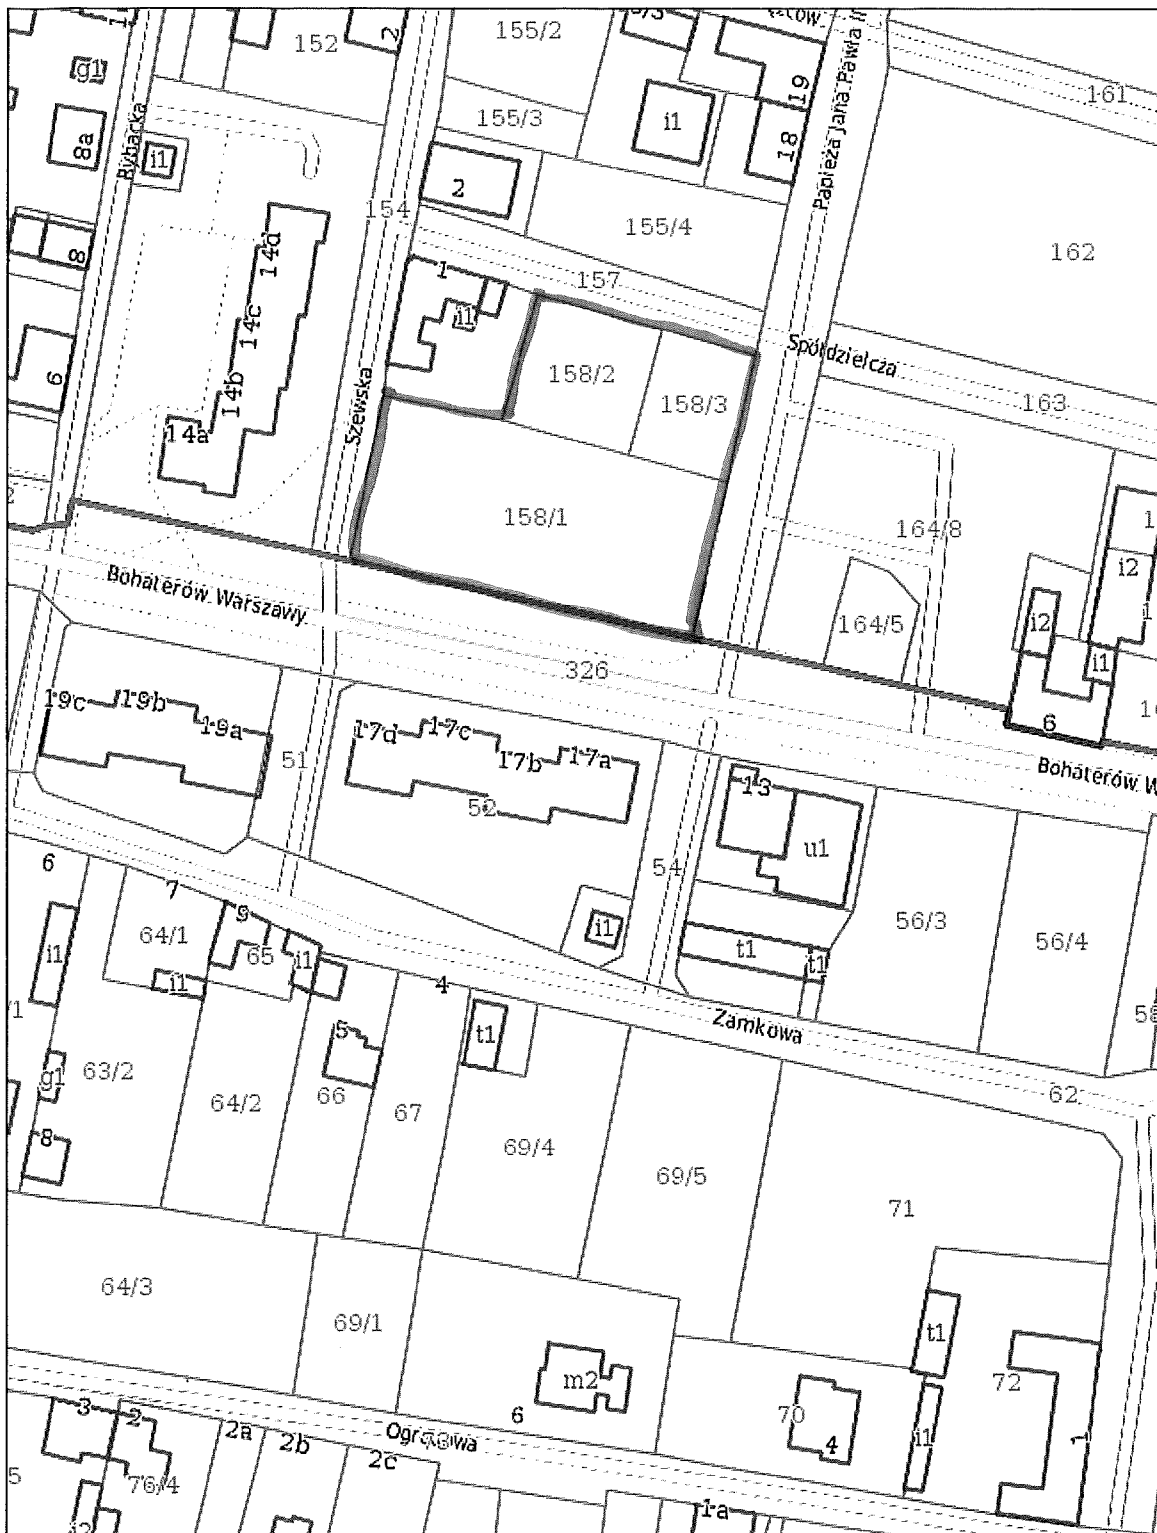 152
2
155/2
19
Papieża Jana Pawła II
161
g1
8a
Rybacka
i1
155/3
i1
18
2
154
155/4
162
8
14d
14c
14b
14a
1
i1
157
Spółdzielcza
6
Szewska
158/2
158/3
163
158/1
164/8
164/5
i2
i2
i1
6
Bohaterów Warszawy
326
Bohaterów W
19c
19b
19a
51
17d
17c
17b
17a
52
13
u1
54
i1
t1
t1
56/3
56/4
6
7
9
64/1
65
i1
i1
i1
4
5
t1
Zamkowa
62
g1
63/2
8
64/2
66
67
69/4
69/5
71
64/3
69/1
m2
6
t1
72
70
4
i1
1
3
2
2a
2b
2c
Ogrodowa
76/4
1a
i2